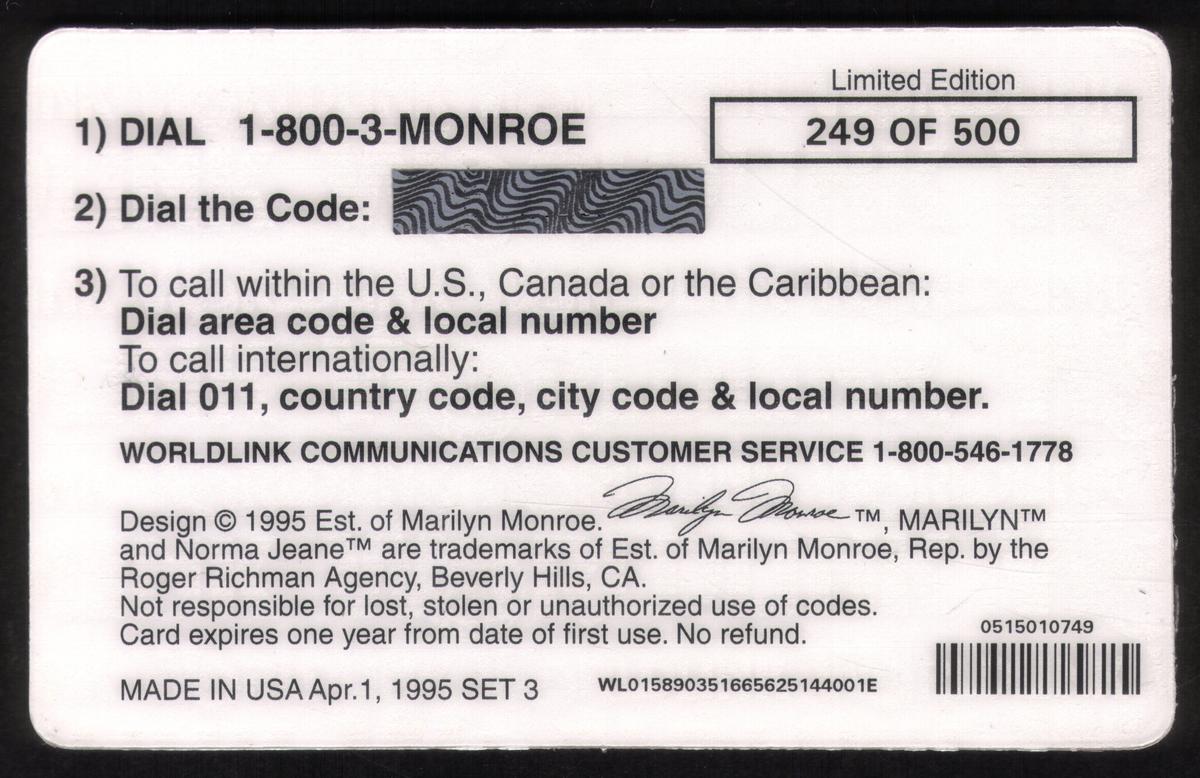 Limited Edition
1) DIAL 1-800-3-MONROE
249 OF 500
2) Dial the Code:
3) To call within the U.S., Canada or the Caribbean:
Dial area code & local number
To call internationally:
Dial 011, country code, city code & local number.
WORLDLINK COMMUNICATIONS CUSTOMER SERVICE 1-800-546-1778
Design © 1995 Est. of Marilyn Monroe. Marilyn Monroe ™, MARILYN™
and Norma Jeane™ are trademarks of Est. of Marilyn Monroe, Rep. by the
Roger Richman Agency, Beverly Hills, CA.
Not responsible for lost, stolen or unauthorized use of codes.
Card expires one year from date of first use. No refund.
0515010749
MADE IN USA Apr.1, 1995 SET 3
WL015890351665625144001E